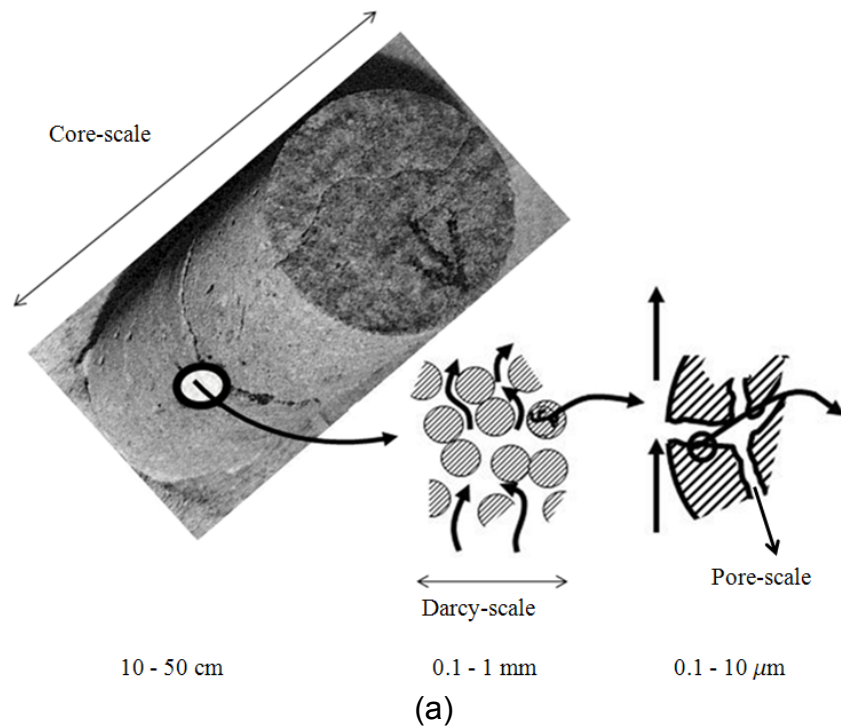 Core-scale
Pore-scale
Darcy-scale
10 - 50 cm
0.1 - 1 mm
0.1 - 10 μm
(a)